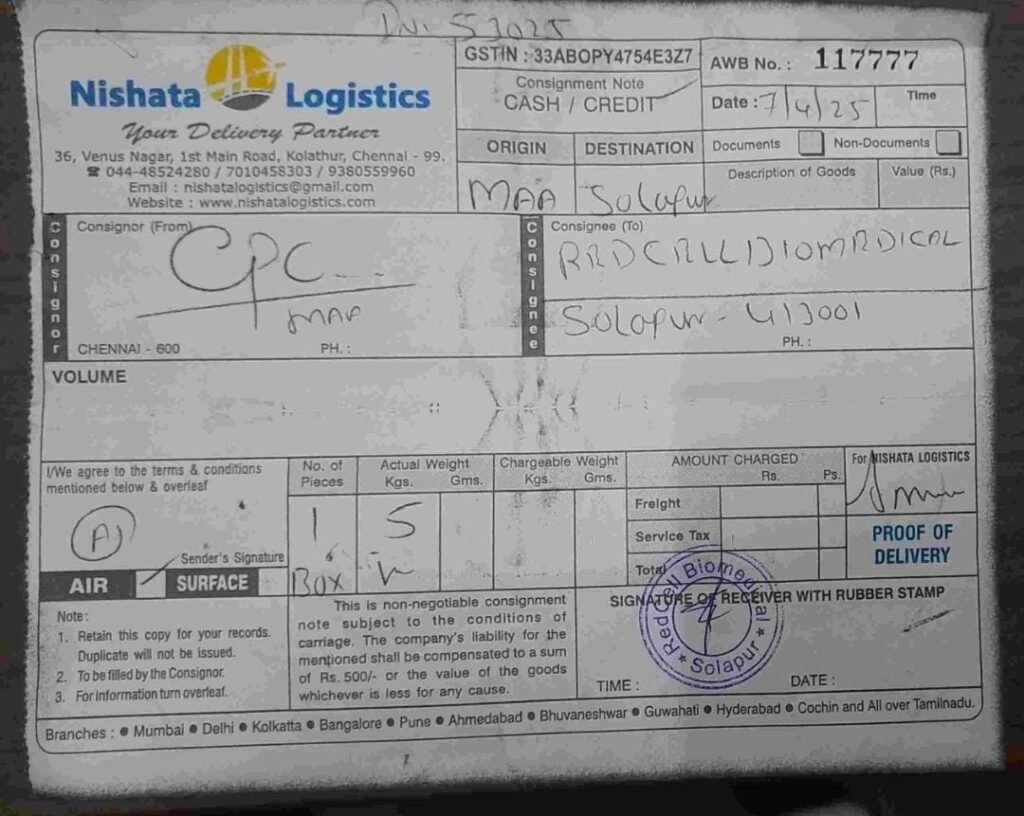 53025
Nishata Logistics
Your Delivery Partner
36, Venus Nagar, 1st Main Road, Kolathur, Chennai - 99.
☎ 044-48524280 / 7010458303 / 9380559960
Email : nishatalogistics@gmail.com
Website : www.nishatalogistics.com
GSTIN : 33ABOPY4754E3Z7
Consignment Note
CASH / CREDIT
AWB No. : 117777
Date : 7/4/25
Time
ORIGIN
DESTINATION
Documents
Non-Documents
MAA
Solapur
Description of Goods
Value (Rs.)
Consignor
Consignor (From)
CPC
MAA
CHENNAI - 600
PH. :
Consignee
Consignee (To)
REDCELL BIOMEDICAL
Solapur - 413001
PH. :
VOLUME
I/We agree to the terms & conditions
mentioned below & overleaf
Sender's Signature
AIR
SURFACE
No. of
Pieces
1
Box
Actual Weight
Kgs. Gms.
5
Chargeable Weight
Kgs. Gms.
AMOUNT CHARGED
Rs. Ps.
Freight
Service Tax
Total
For NISHATA LOGISTICS
PROOF OF
DELIVERY
Note :
1. Retain this copy for your records.
Duplicate will not be issued.
2. To be filled by the Consignor.
3. For information turn overleaf.
This is non-negotiable consignment
note subject to the conditions of
carriage. The company's liability for the
mentioned shall be compensated to a sum
of Rs. 500/- or the value of the goods
whichever is less for any cause.
SIGNATURE OF RECEIVER WITH RUBBER STAMP
RedCell Biomedical
★ Solapur ★
TIME :
DATE :
Branches : ● Mumbai ● Delhi ● Kolkatta ● Bangalore ● Pune ● Ahmedabad ● Bhuvaneshwar ● Guwahati ● Hyderabad ● Cochin and All over Tamilnadu.